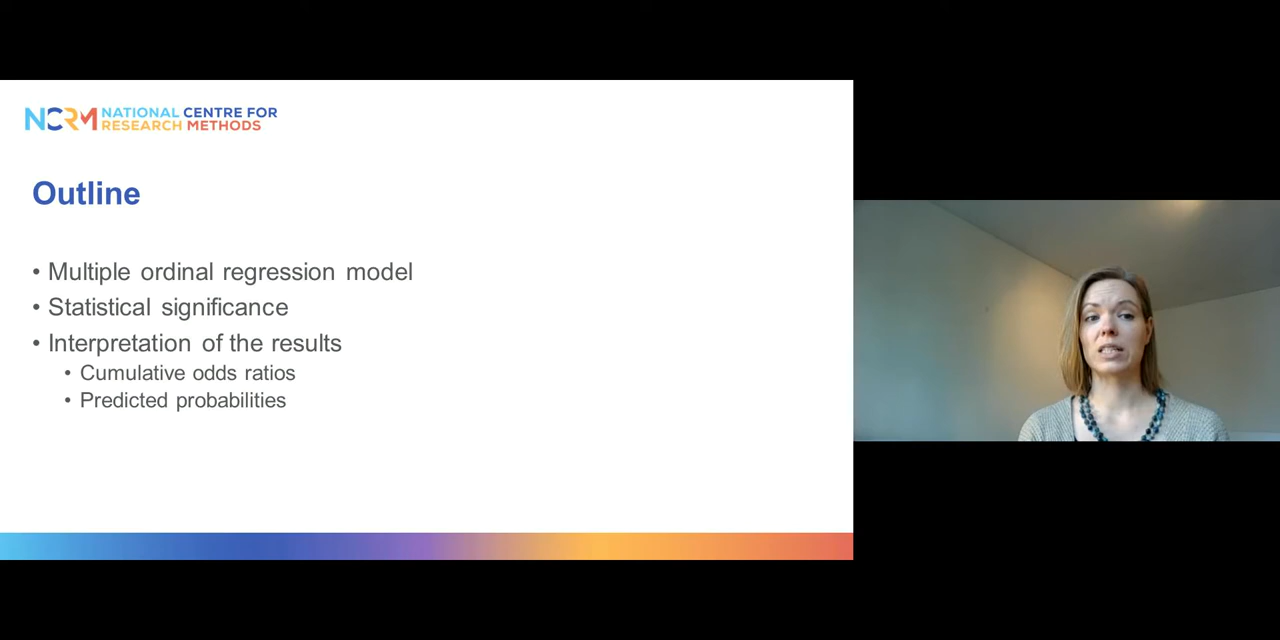 NCRM NATIONAL CENTRE FOR
RESEARCH METHODS
Outline
• Multiple ordinal regression model
• Statistical significance
• Interpretation of the results
• Cumulative odds ratios
• Predicted probabilities